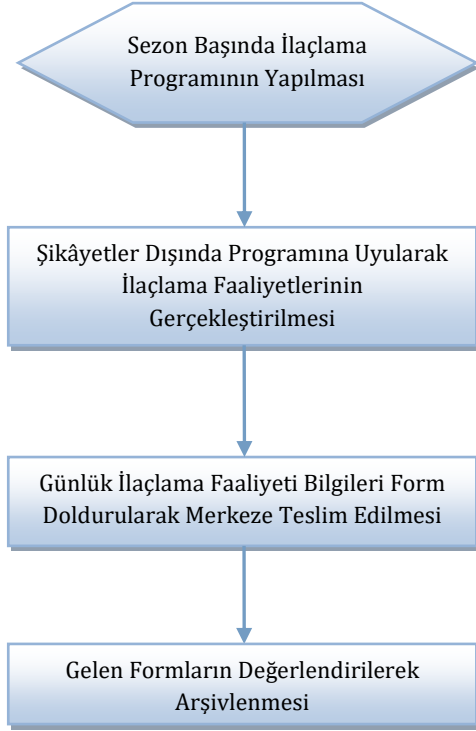 Sezon Başında İlaçlama
Programının Yapılması
Şikâyetler Dışında Programına Uyularak
İlaçlama Faaliyetlerinin
Gerçekleştirilmesi
Günlük İlaçlama Faaliyeti Bilgileri Form
Doldurularak Merkeze Teslim Edilmesi
Gelen Formların Değerlendirilerek
Arşivlenmesi